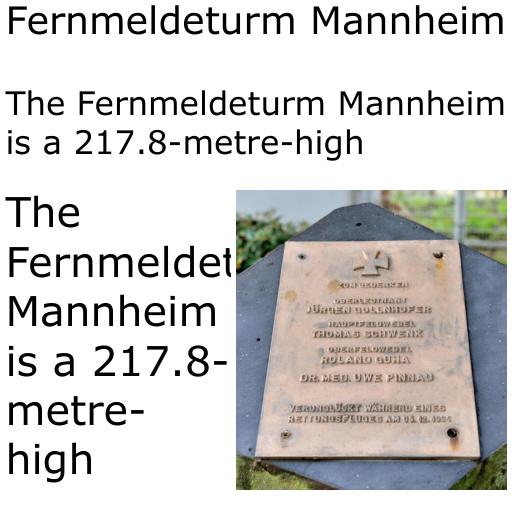 Fernmeldeturm Mannheim
The Fernmeldeturm Mannheim
is a 217.8-metre-high
The
Fernmeldet
Mannheim
is a 217.8-
metre-
high
ZUM GEDENKEN
OBERLEUTNANT
JÜRGEN GOLLNHOFER
HAUPTFELDWEBEL
THOMAS SCHWENK
OBERFELDWEBEL
ROLAND GUHA
DR. MED. UWE PINNAU
VERUNGLÜCKT WÄHREND EINES
RETTUNGSFLUGES AM 05.12.1994